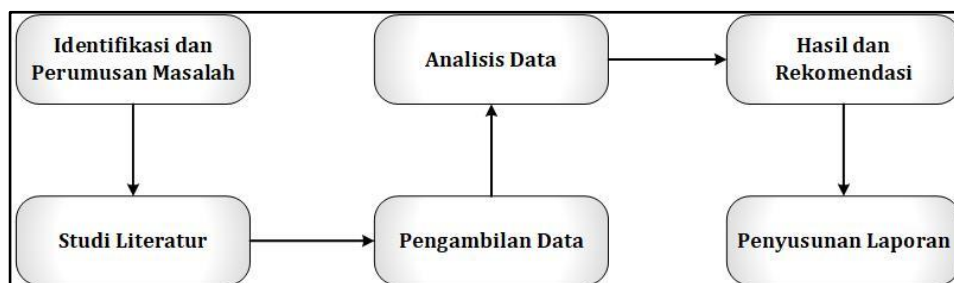 Identifikasi dan
Perumusan Masalah
Studi Literatur
Pengambilan Data
Analisis Data
Hasil dan
Rekomendasi
Penyusunan Laporan